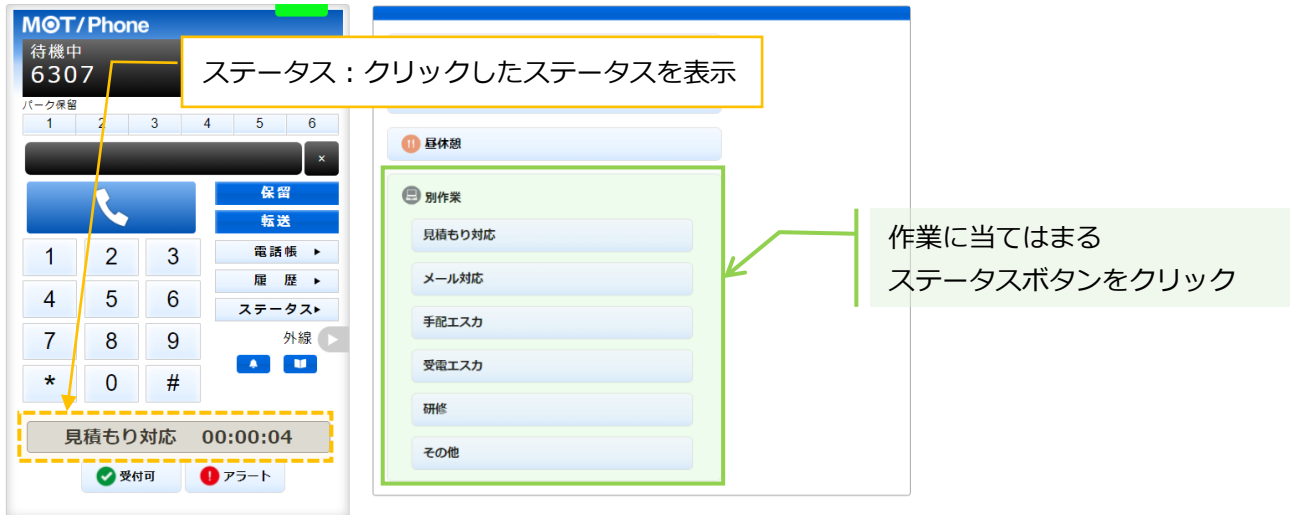 M⊙T/Phone
待機中
6307
ステータス：クリックしたステータスを表示
パーク保留
1 2 3 4 5 6
×
保留
転送
1 2 3
電話帳 ▸
履 歴 ▸
4 5 6
ステータス▸
7 8 9
外線
* 0 #
見積もり対応 00:00:04
受付可
! アラート
昼休憩
別作業
見積もり対応
メール対応
手配エスカ
受電エスカ
研修
その他
作業に当てはまる
ステータスボタンをクリック